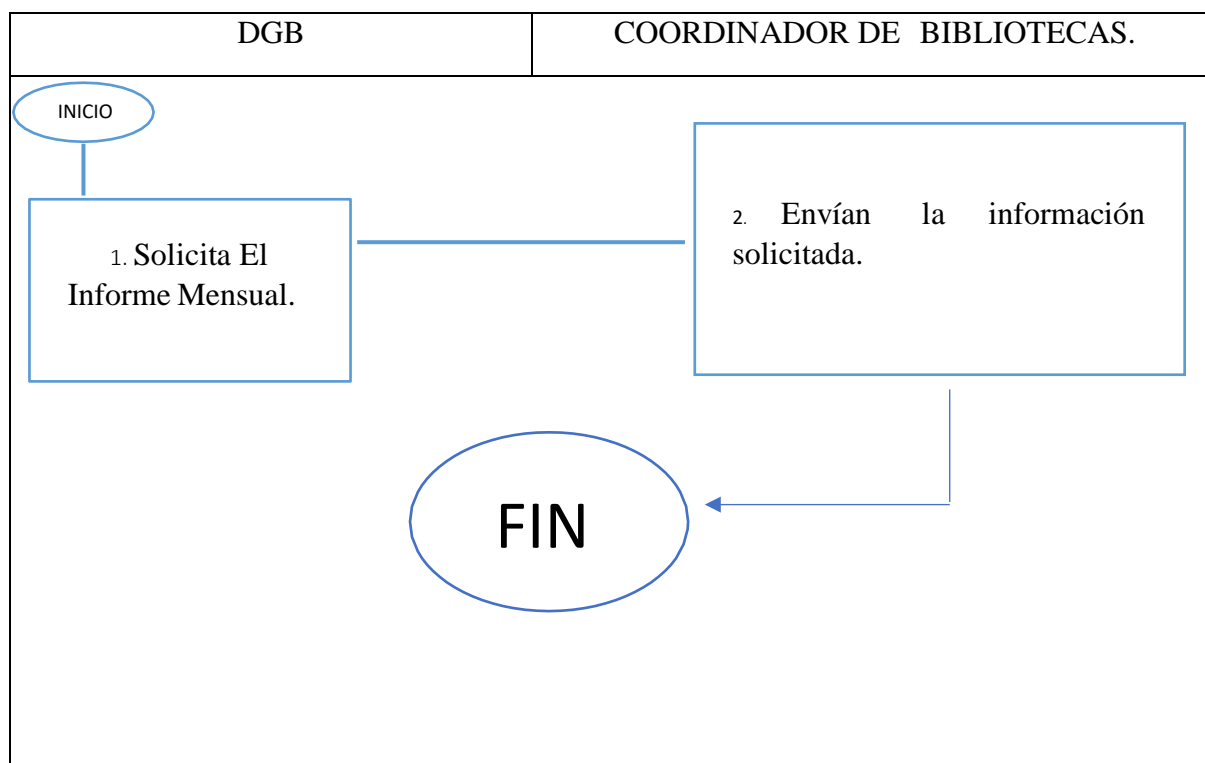 DGB
COORDINADOR DE BIBLIOTECAS.
INICIO
1. Solicita El
Informe Mensual.
2. Envían la información
solicitada.
FIN